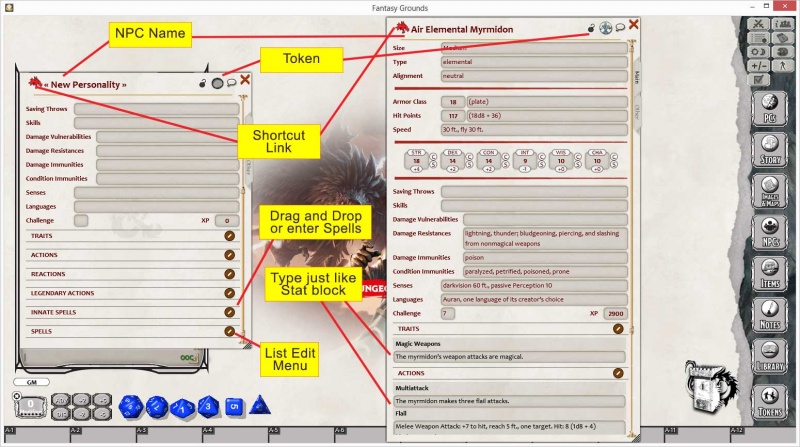 Fantasy Grounds
NPC Name
Token
Shortcut
Link
Drag and Drop
or enter Spells
Type just like
Stat block
List Edit
Menu
« New Personality »
Saving Throws
Skills
Damage Vulnerabilities
Damage Resistances
Damage Immunities
Condition Immunities
Senses
Languages
Challenge XP 0
TRAITS
ACTIONS
REACTIONS
LEGENDARY ACTIONS
INNATE SPELLS
SPELLS
OOC
Other
Air Elemental Myrmidon
Size Medium
Type elemental
Alignment neutral
Armor Class 18 (plate)
Hit Points 117 (18d8 + 36)
Speed 30 ft., fly 30 ft.
STR DEX CON INT WIS CHA
18 14 14 9 10 10
+4 +2 +2 -1 +0 +0
Saving Throws
Skills
Damage Vulnerabilities
Damage Resistances lightning, thunder; bludgeoning, piercing, and slashing
from nonmagical weapons
Damage Immunities poison
Condition Immunities paralyzed, petrified, poisoned, prone
Senses darkvision 60 ft., passive Perception 10
Languages Auran, one language of its creator's choice
Challenge 7 XP 2900
TRAITS
Magic Weapons
The myrmidon's weapon attacks are magical.
ACTIONS
Multiattack
The myrmidon makes three flail attacks.
Flail
Melee Weapon Attack: +7 to hit, reach 5 ft., one target. Hit: 8 (1d8 + 4)
Main
Other
PCs
Story
Images
& Maps
NPCs
Items
Notes
Library
Tokens
GM
0
A-1 A-2 A-3 A-4 A-5 A-11 A-12